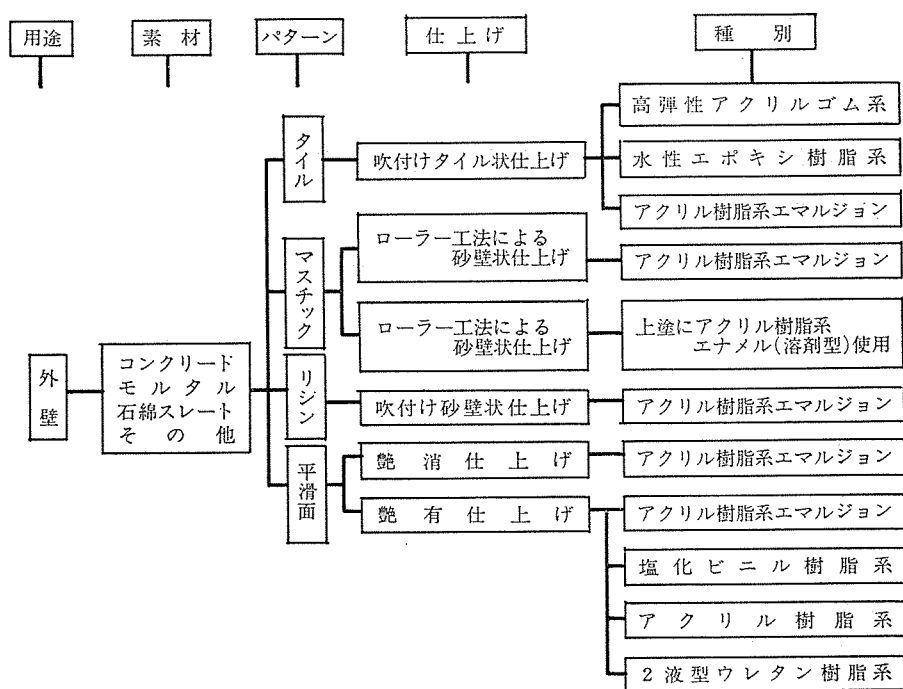 用途
素材
パターン
仕上げ
種別
外壁
コンクリード
モルタル
石綿スレート
その他
タイル
吹付けタイル状仕上げ
高弾性アクリルゴム系
水性エポキシ樹脂系
アクリル樹脂系エマルジョン
マスチック
ローラー工法による
砂壁状仕上げ
アクリル樹脂系エマルジョン
ローラー工法による
砂壁状仕上げ
上塗にアクリル樹脂系
エナメル(溶剤型)使用
リシン
吹付け砂壁状仕上げ
アクリル樹脂系エマルジョン
平滑面
艶消仕上げ
アクリル樹脂系エマルジョン
艶有仕上げ
アクリル樹脂系エマルジョン
塩化ビニル樹脂系
アクリル樹脂系
2液型ウレタン樹脂系